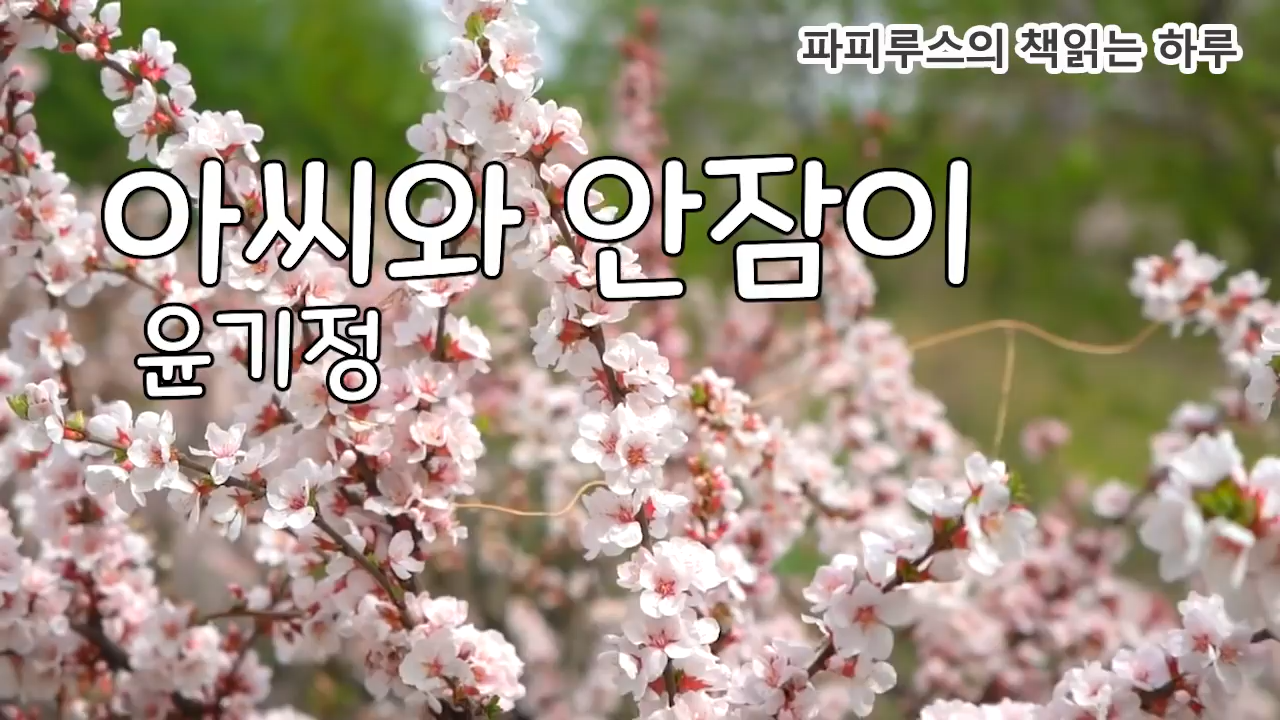 파피루스의 책읽는 하루
아씨와 안잠이
윤기정